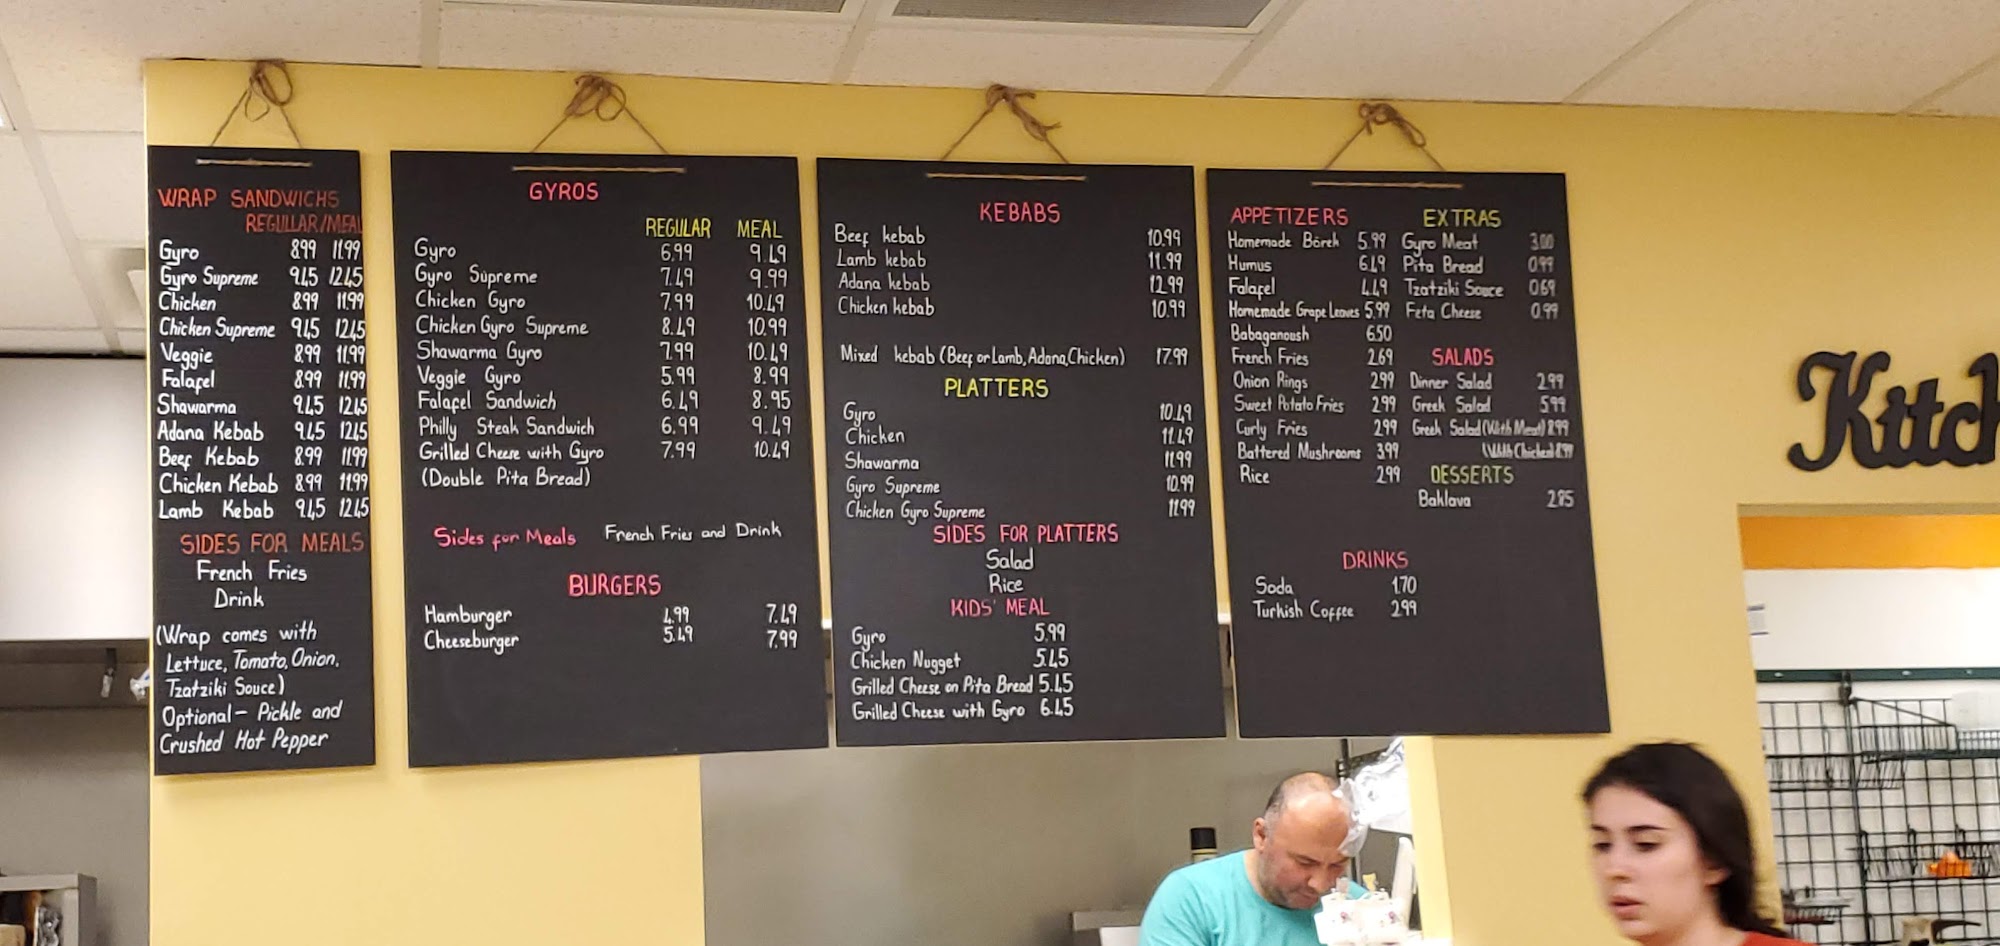 WRAP SANDWICHS
REGULLAR/MEAL
Gyro 8.99 11.99
Gyro Supreme 9.45 12.45
Chicken 8.99 11.99
Chicken Supreme 9.45 12.45
Veggie 8.99 11.99
Falafel 8.99 11.99
Shawarma 9.45 12.45
Adana Kebab 9.45 12.45
Beef Kebab 8.99 11.99
Chicken Kebab 8.99 11.99
Lamb Kebab 9.45 12.45
SIDES FOR MEALS
French Fries
Drink
(Wrap comes with
Lettuce, Tomato, Onion,
Tzatziki Souce)
Optional - Pickle and
Crushed Hot Pepper
GYROS
REGULAR MEAL
Gyro 6.99 9.49
Gyro Supreme 7.49 9.99
Chicken Gyro 7.99 10.49
Chicken Gyro Supreme 8.49 10.99
Shawarma Gyro 7.99 10.49
Veggie Gyro 5.99 8.99
Falafel Sandwich 6.49 8.95
Philly Steak Sandwich 6.99 9.49
Grilled Cheese with Gyro 7.99 10.49
(Double Pita Bread)
Sides for Meals French Fries and Drink
BURGERS
Hamburger 4.99 7.49
Cheeseburger 5.49 7.99
KEBABS
Beef kebab 10.99
Lamb kebab 11.99
Adana kebab 12.99
Chicken kebab 10.99
Mixed kebab (Beef or Lamb, Adana, Chicken) 17.99
PLATTERS
Gyro 10.49
Chicken 11.49
Shawarma 11.99
Gyro Supreme 10.99
Chicken Gyro Supreme 11.99
SIDES FOR PLATTERS
Salad
Rice
KIDS' MEAL
Gyro 5.99
Chicken Nugget 5.45
Grilled Cheese on Pita Bread 5.45
Grilled Cheese with Gyro 6.45
APPETIZERS
Homemade Börek 5.99
Humus 6.49
Falafel 4.49
Homemade Grape Leaves 5.99
Babaganoush 6.50
French Fries 2.69
Onion Rings 2.99
Sweet Potato Fries 2.99
Curly Fries 2.99
Battered Mushrooms 3.99
Rice 2.99
EXTRAS
Gyro Meat 3.00
Pita Bread 0.99
Tzatziki Souce 0.69
Feta Cheese 0.99
SALADS
Dinner Salad 2.99
Greek Salad 5.99
Greek Salad (With Meat) 8.99
(With Chicken) 8.99
DESSERTS
Baklava 2.85
DRINKS
Soda 1.70
Turkish Coffee 2.99
Kitch